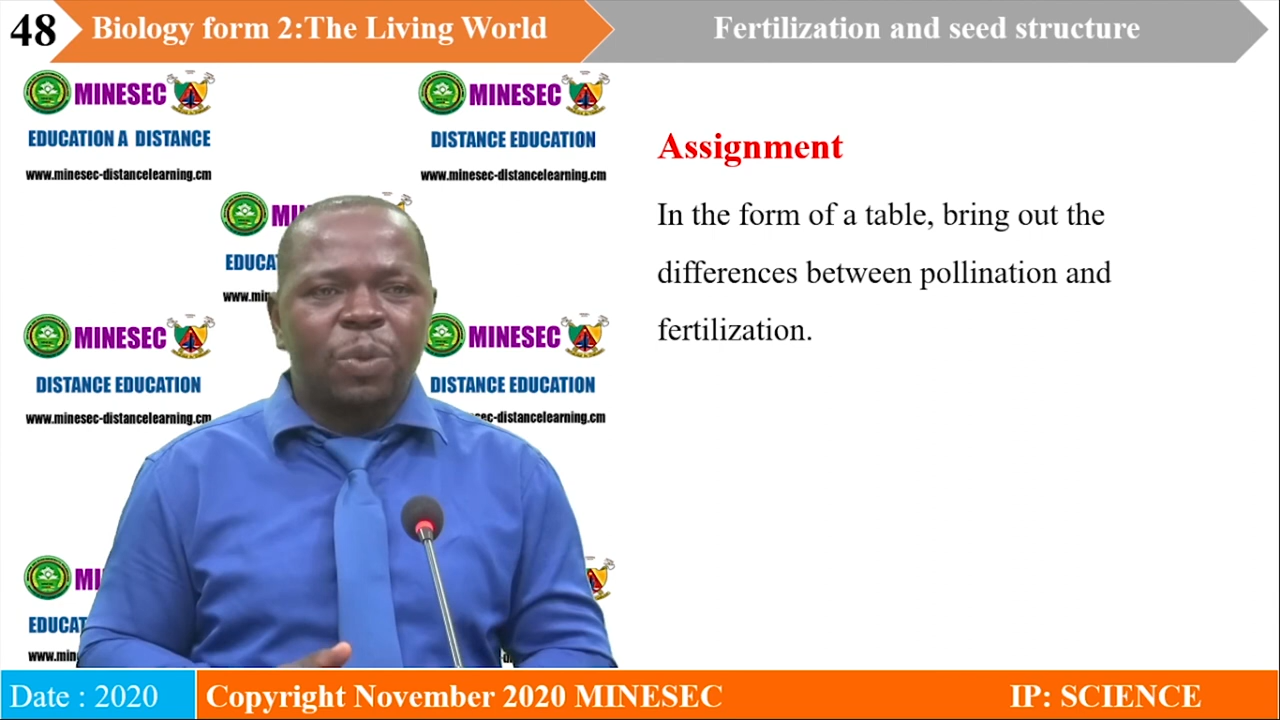 48
Biology form 2:The Living World
Fertilization and seed structure
MINESEC
EDUCATION A DISTANCE
www.minesec-distancelearning.cm
MINESEC
DISTANCE EDUCATION
www.minesec-distancelearning.cm
MINESEC
DISTANCE EDUCATION
www.minesec-distancelearning.cm
MINESEC
DISTANCE EDUCATION
Assignment
In the form of a table, bring out the
differences between pollination and
fertilization.
Date : 2020
Copyright November 2020 MINESEC
IP: SCIENCE